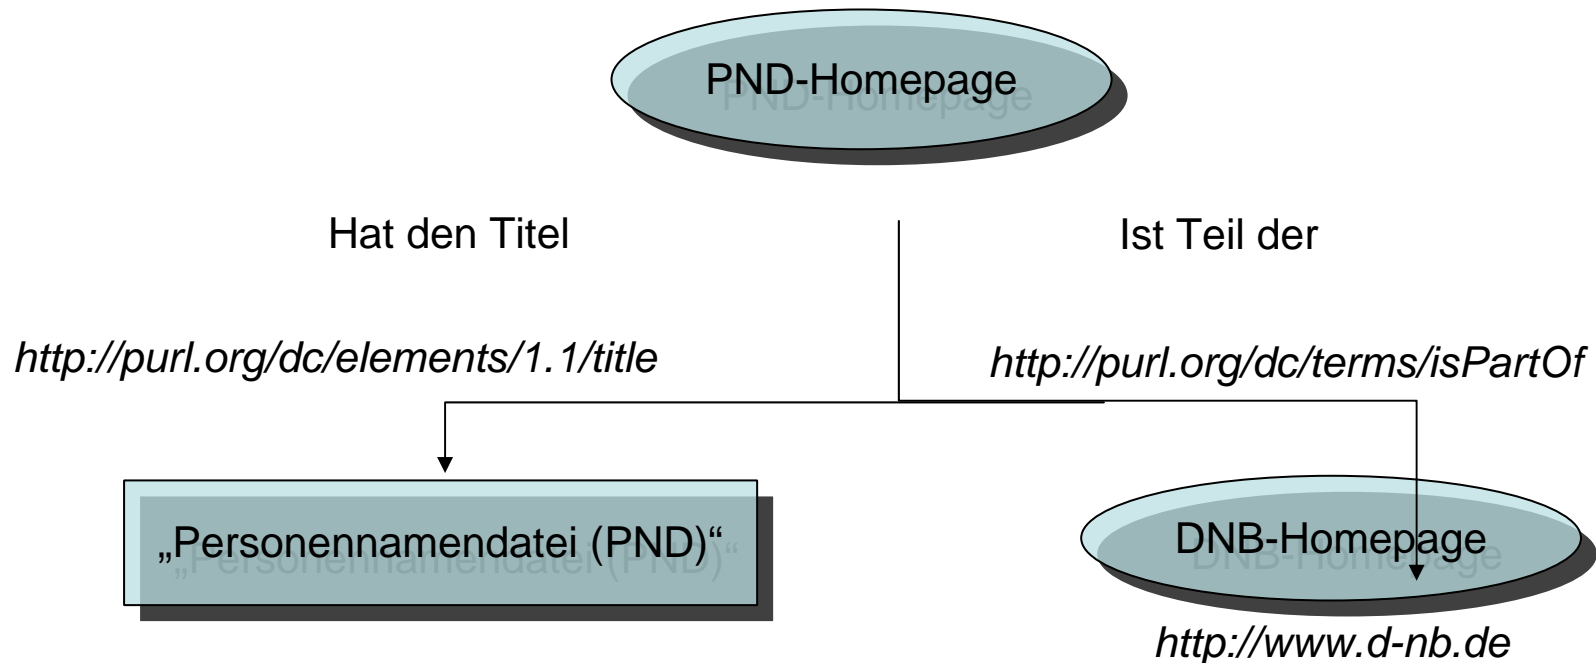 PND-Homepage
Hat den Titel
Ist Teil der
http://purl.org/dc/elements/1.1/title
http://purl.org/dc/terms/isPartOf
„Personennamendatei (PND)“
DNB-Homepage
http://www.d-nb.de